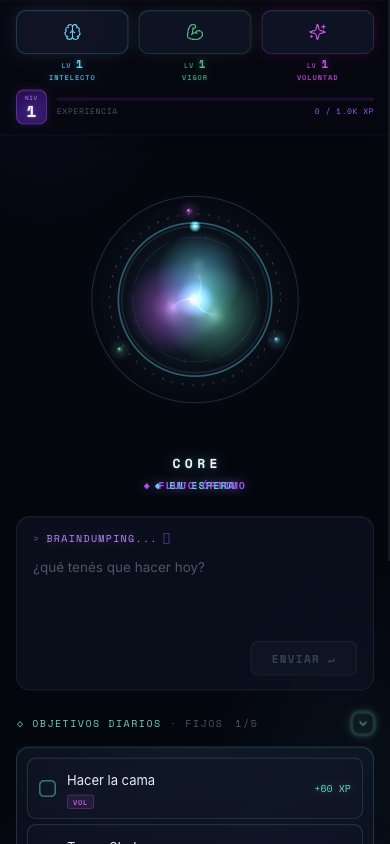 LV 1
LV 1
LV 1
INTELECTO
VIGOR
VOLUNTAD
NIV
1
EXPERIENCIA
0 / 1.0K XP
CORE
> BRAINDUMPING...
¿qué tenés que hacer hoy?
ENVIAR ↵
◇ OBJETIVOS DIARIOS · FIJOS 1/5
Hacer la cama
+60 XP
VOL